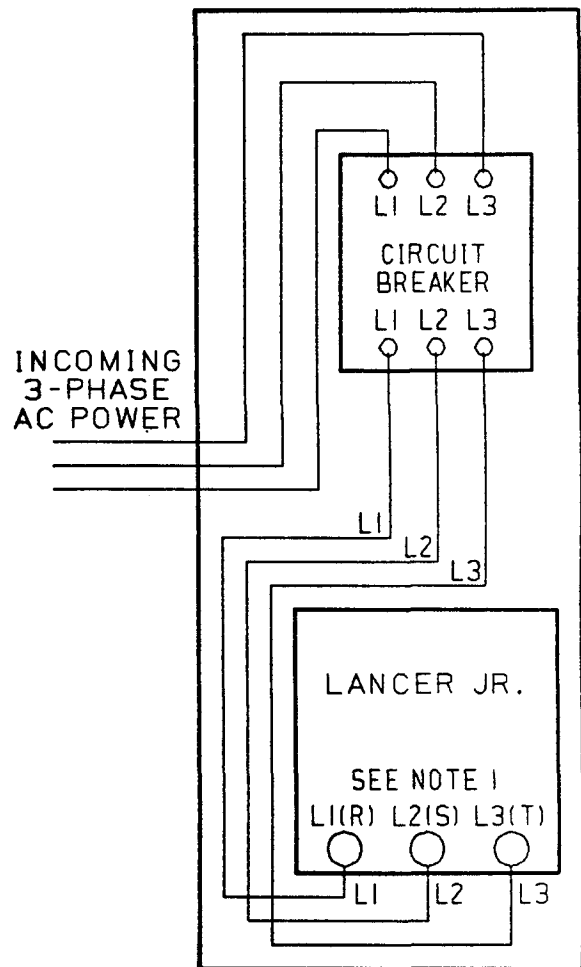 L1 L2 L3
CIRCUIT
BREAKER
L1 L2 L3
INCOMING
3-PHASE
AC POWER
L1
L2
L3
LANCER JR.
SEE NOTE 1
L1(R) L2(S) L3(T)
L1 L2 L3